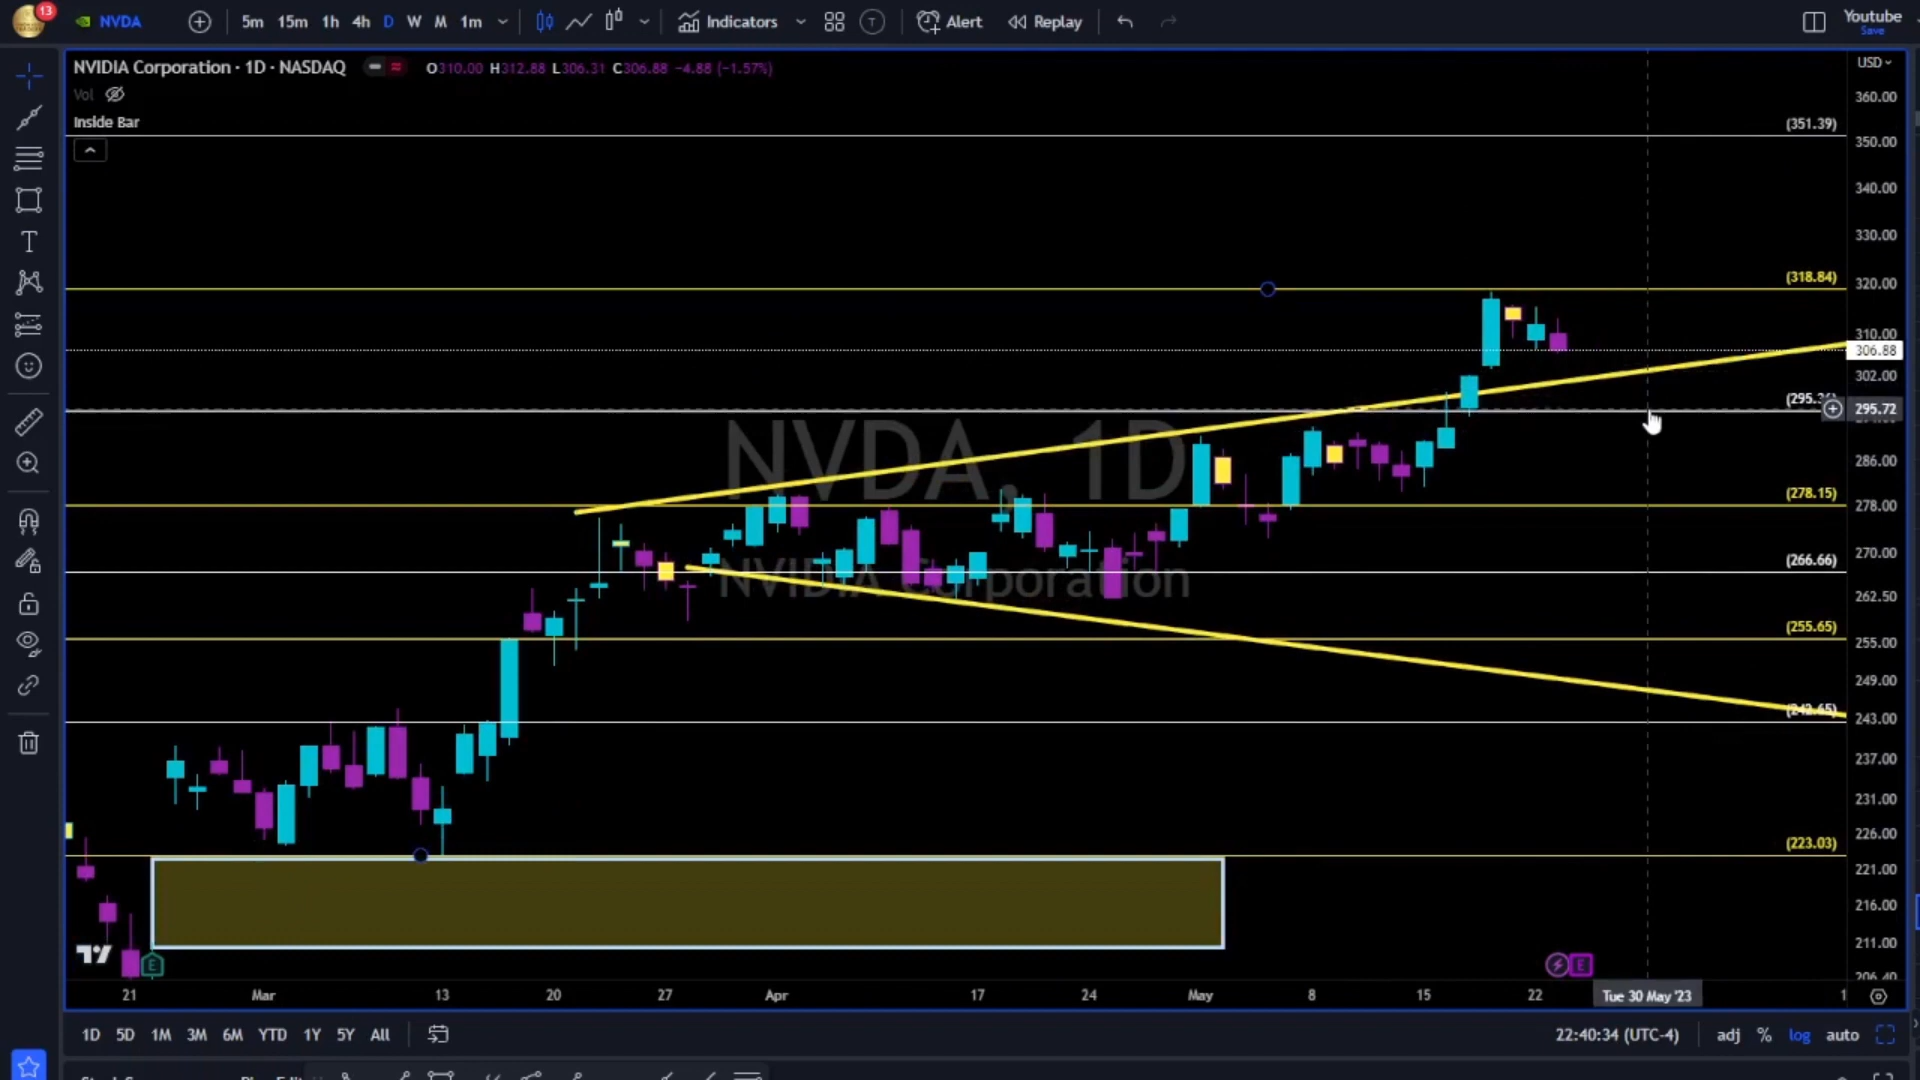 13
NVDA
5m 15m 1h 4h D W M 1m
Indicators
T
Alert
Replay
Youtube
Save
NVIDIA Corporation · 1D · NASDAQ
O310.00 H312.88 L306.31 C306.88 −4.88 (−1.57%)
USD
Vol
Inside Bar
360.00
(351.39)
350.00
340.00
330.00
(318.84)
320.00
310.00
306.88
302.00
295.72
NVDA, 1D
NVIDIA Corporation
286.00
(278.15)
278.00
270.00
(266.66)
262.50
(255.65)
255.00
249.00
(242.65)
243.00
237.00
231.00
226.00
(223.03)
221.00
216.00
211.00
206.40
E
E
21 Mar 13 20 27 Apr 17 24 May 8 15 22 Tue 30 May '23
1D 5D 1M 3M 6M YTD 1Y 5Y All
22:40:34 (UTC-4) adj % log auto